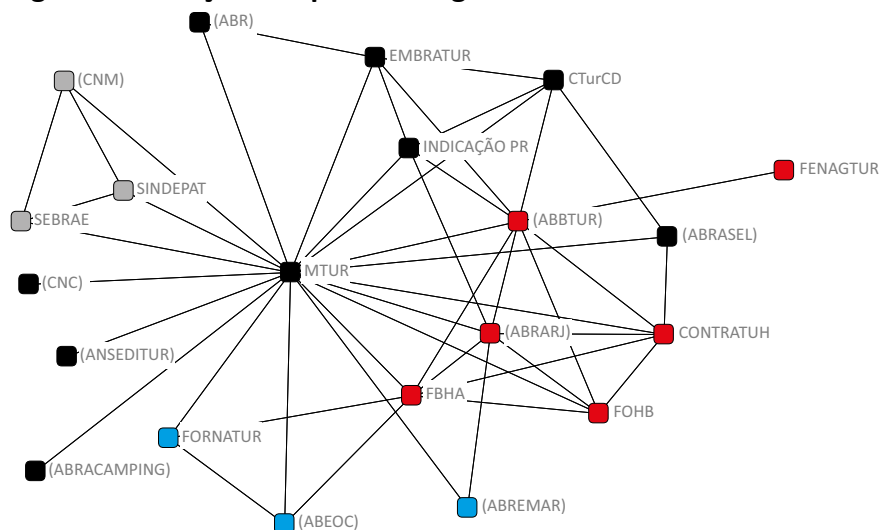 (ABR)
EMBRATUR
(CNM)
CTurCD
INDICAÇÃO PR
FENAGTUR
SINDEPAT
SEBRAE
(ABBTUR)
(ABRASEL)
MTUR
(CNC)
(ABRARJ)
CONTRATUH
(ANSEDITUR)
FBHA
FOHB
FORNATUR
(ABRACAMPING)
(ABREMAR)
(ABEOC)